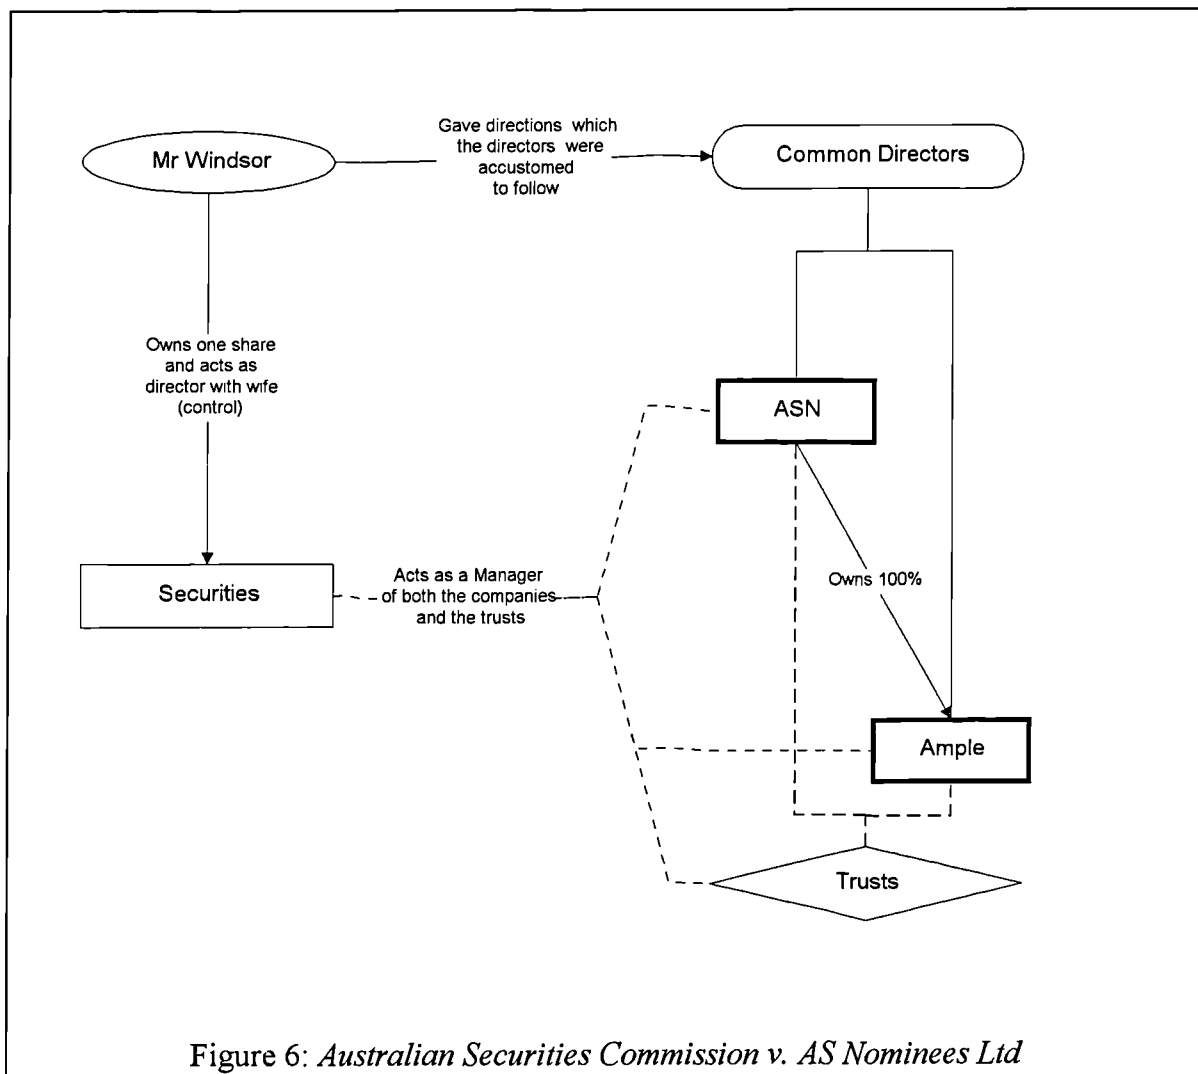 Gave directions which
the directors were
accustomed
to follow
Mr Windsor
Common Directors
Owns one share
and acts as
director with wife
(control)
ASN
Owns 100%
Securities
Acts as a Manager
of both the companies
and the trusts
Ample
Trusts
Figure 6: Australian Securities Commission v. AS Nominees Ltd